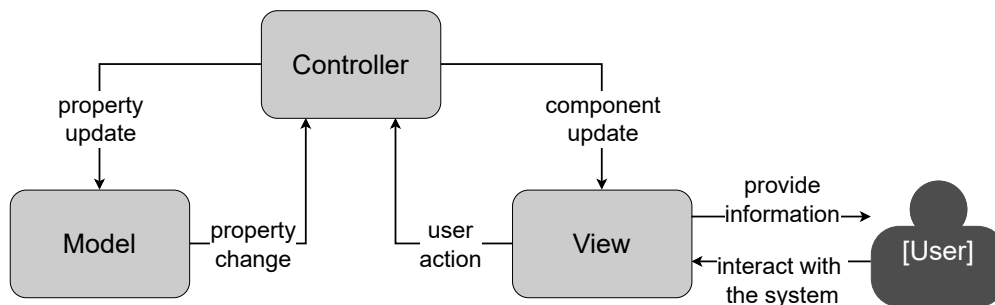 Controller
property
update
component
update
Model
property
change
user
action
View
provide
information
interact with
the system
[User]